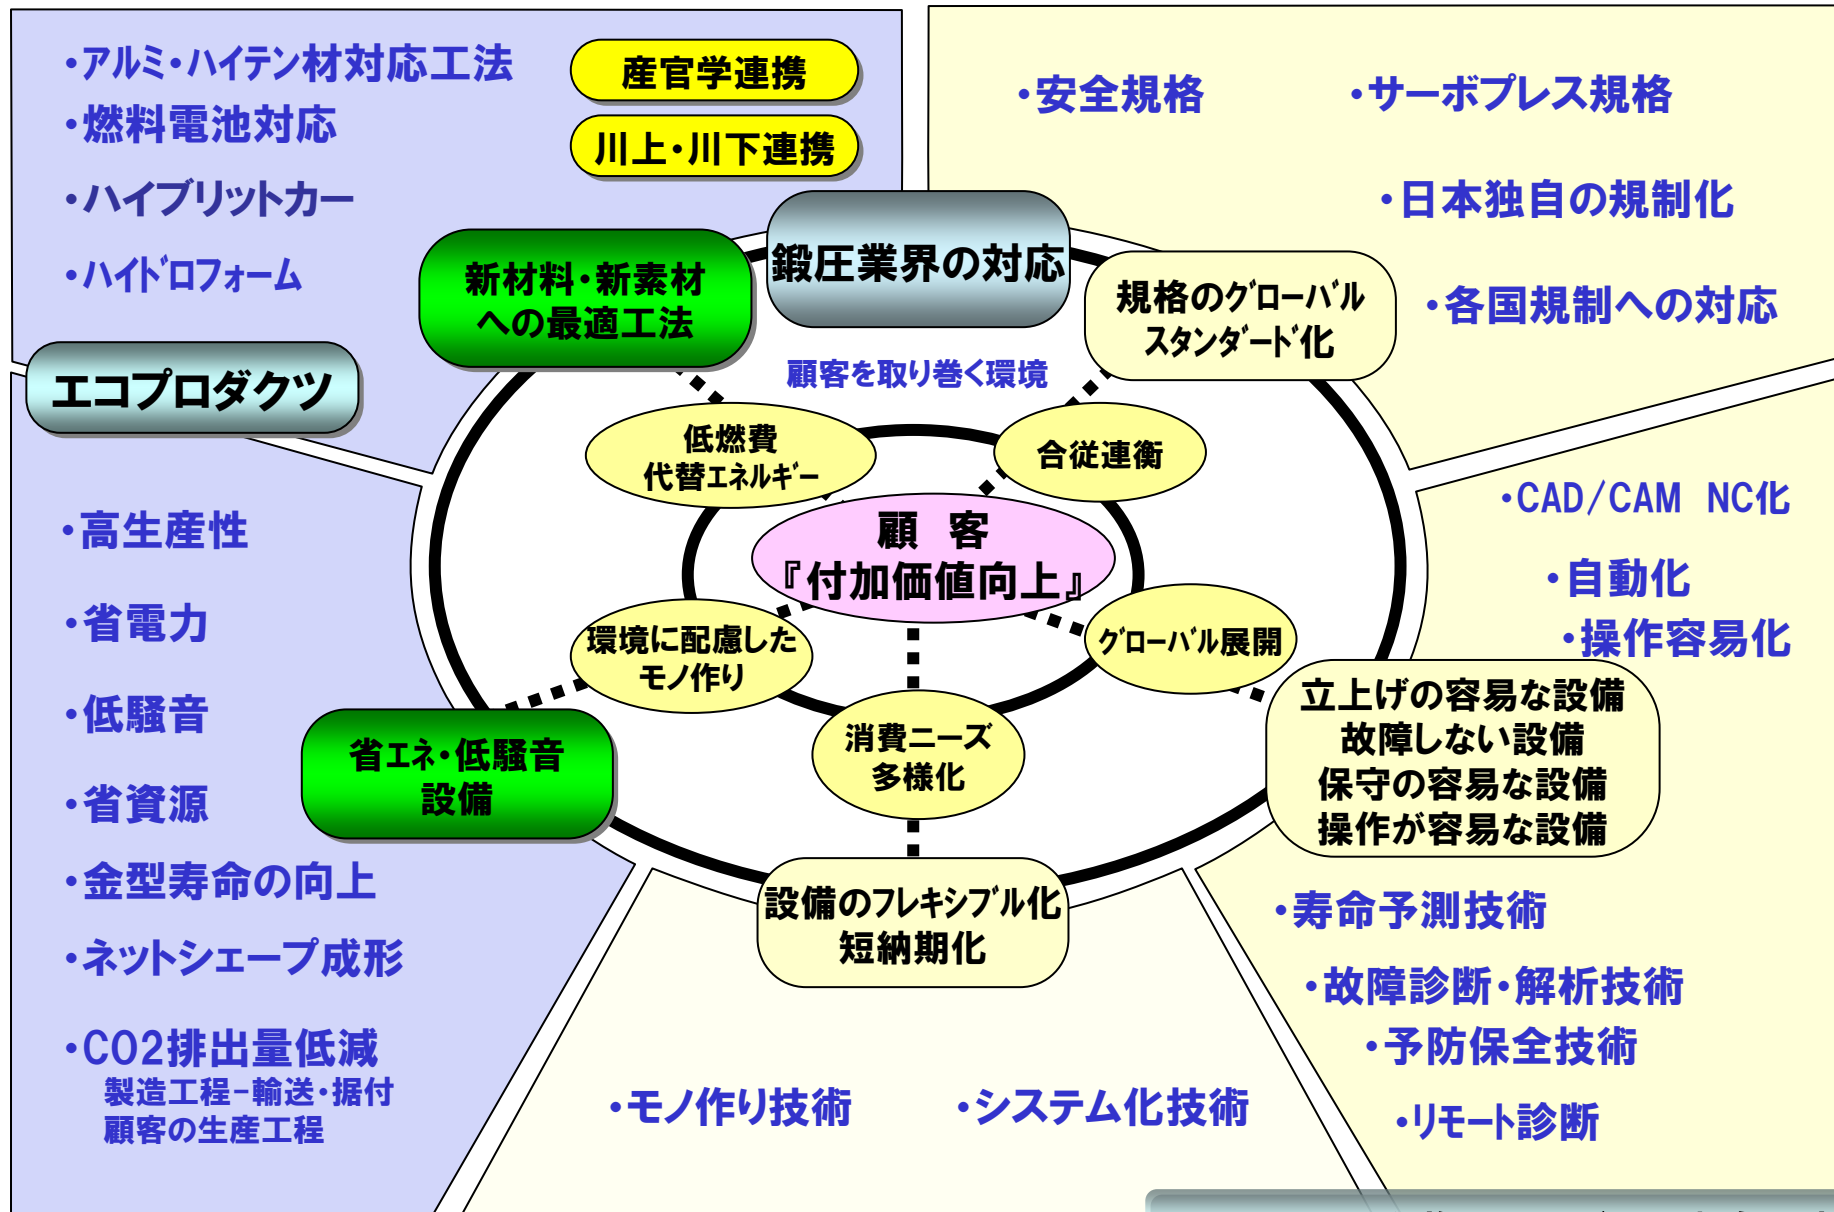 ・アルミ・ハイテン材対応工法
・燃料電池対応
・ハイブリットカー
・ハイドロフォーム
産官学連携
川上・川下連携
・安全規格
・サーボプレス規格
・日本独自の規制化
・各国規制への対応
鍛圧業界の対応
新材料・新素材
への最適工法
規格のグローバル
スタンダード化
エコプロダクツ
顧客を取り巻く環境
低燃費
代替エネルギー
合従連衡
顧 客
『付加価値向上』
環境に配慮した
モノ作り
グローバル展開
消費ニーズ
多様化
・高生産性
・省電力
・低騒音
・省資源
・金型寿命の向上
・ネットシェープ成形
・CO2排出量低減
製造工程-輸送・据付
顧客の生産工程
省エネ・低騒音
設備
・CAD/CAM NC化
・自動化
・操作容易化
立上げの容易な設備
故障しない設備
保守の容易な設備
操作が容易な設備
設備のフレキシブル化
短納期化
・寿命予測技術
・故障診断・解析技術
・予防保全技術
・リモート診断
・モノ作り技術
・システム化技術